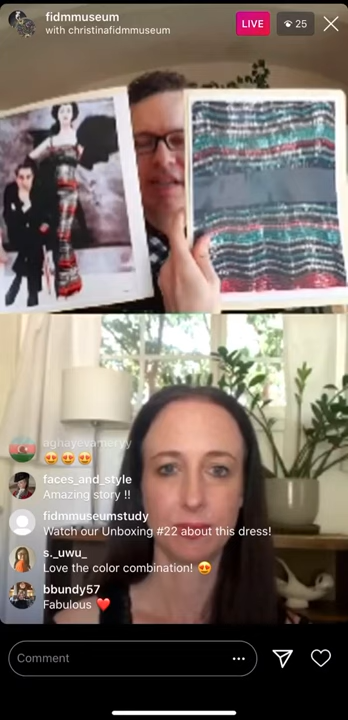 fidmmuseum
with christinafidmmuseum
LIVE
25
aghayevameryy
😍😍😍
faces_and_style
Amazing story !!
fidmmuseumstudy
Watch our Unboxing #22 about this dress!
s._uwu_
Love the color combination! 😍
bbundy57
Fabulous ❤️
Comment